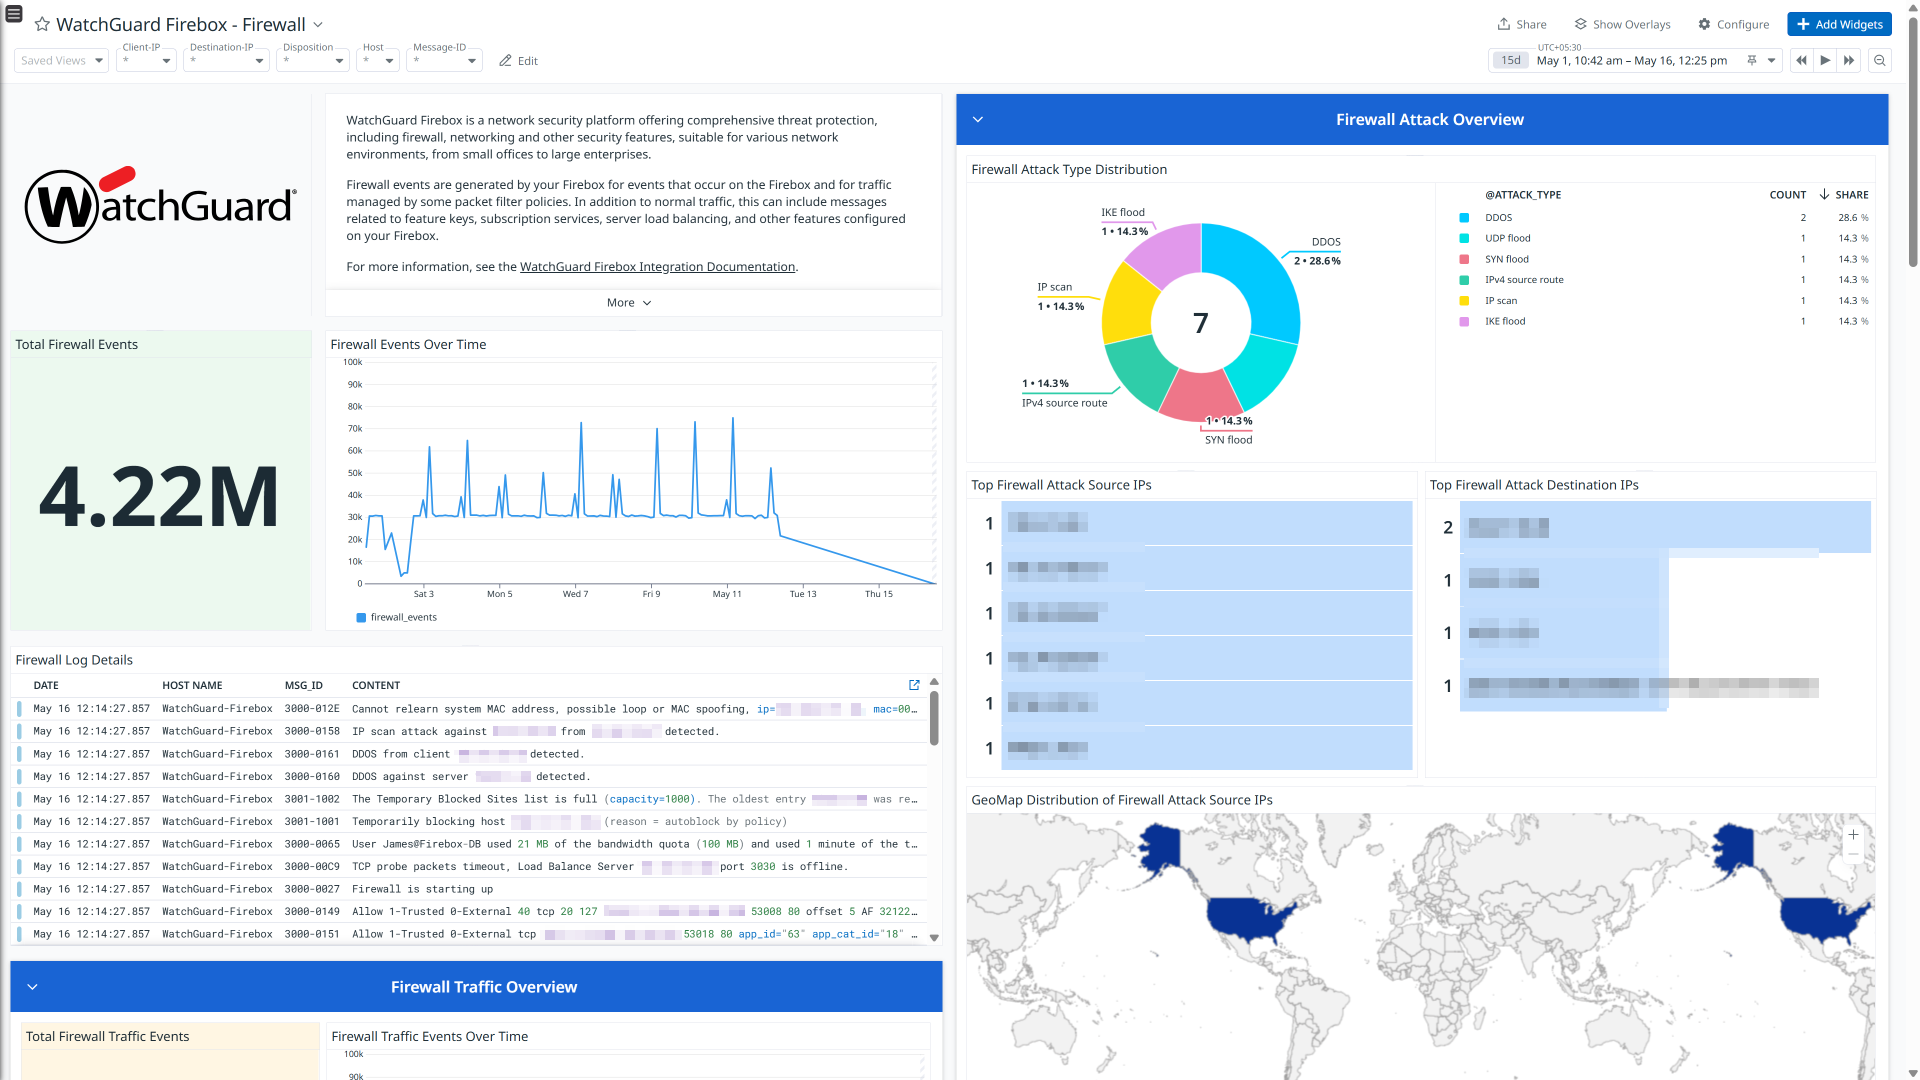 WatchGuard Firebox - Firewall
Share
Show Overlays
Configure
Add Widgets
Saved Views
Client-IP
*
Destination-IP
*
Disposition
*
Host
*
Message-ID
*
Edit
UTC+05:30
15d
May 1, 10:42 am – May 16, 12:25 pm
WatchGuard
WatchGuard Firebox is a network security platform offering comprehensive threat protection,
including firewall, networking and other security features, suitable for various network
environments, from small offices to large enterprises.
Firewall events are generated by your Firebox for events that occur on the Firebox and for traffic
managed by some packet filter policies. In addition to normal traffic, this can include messages
related to feature keys, subscription services, server load balancing, and other features configured
on your Firebox.
For more information, see the WatchGuard Firebox Integration Documentation.
More
Total Firewall Events
4.22M
Firewall Events Over Time
100k
90k
80k
70k
60k
50k
40k
30k
20k
10k
0
Sat 3
Mon 5
Wed 7
Fri 9
May 11
Tue 13
Thu 15
firewall_events
Firewall Log Details
DATE HOST NAME MSG_ID CONTENT
May 16 12:14:27.857 WatchGuard-Firebox 3000-012E Cannot relearn system MAC address, possible loop or MAC spoofing, ip= mac=00…
May 16 12:14:27.857 WatchGuard-Firebox 3000-0158 IP scan attack against from detected.
May 16 12:14:27.857 WatchGuard-Firebox 3000-0161 DDOS from client detected.
May 16 12:14:27.857 WatchGuard-Firebox 3000-0160 DDOS against server detected.
May 16 12:14:27.857 WatchGuard-Firebox 3001-1002 The Temporary Blocked Sites list is full (capacity=1000). The oldest entry was re…
May 16 12:14:27.857 WatchGuard-Firebox 3001-1001 Temporarily blocking host (reason = autoblock by policy)
May 16 12:14:27.857 WatchGuard-Firebox 3000-0065 User James@Firebox-DB used 21 MB of the bandwidth quota (100 MB) and used 1 minute of the t…
May 16 12:14:27.857 WatchGuard-Firebox 3000-00C9 TCP probe packets timeout, Load Balance Server port 3030 is offline.
May 16 12:14:27.857 WatchGuard-Firebox 3000-0027 Firewall is starting up
May 16 12:14:27.857 WatchGuard-Firebox 3000-0149 Allow 1-Trusted 0-External 40 tcp 20 127 53008 80 offset 5 AF 32122…
May 16 12:14:27.857 WatchGuard-Firebox 3000-0151 Allow 1-Trusted 0-External tcp 53018 80 app_id="63" app_cat_id="18" …
Firewall Traffic Overview
Total Firewall Traffic Events
Firewall Traffic Events Over Time
100k
90k
Firewall Attack Overview
Firewall Attack Type Distribution
IKE flood
1 • 14.3%
DDOS
2 • 28.6%
IP scan
1 • 14.3%
7
1 • 14.3%
IPv4 source route
1 • 14.3%
SYN flood
@ATTACK_TYPE COUNT SHARE
DDOS 2 28.6 %
UDP flood 1 14.3 %
SYN flood 1 14.3 %
IPv4 source route 1 14.3 %
IP scan 1 14.3 %
IKE flood 1 14.3 %
Top Firewall Attack Source IPs
1
1
1
1
1
1
Top Firewall Attack Destination IPs
2
1
1
1
GeoMap Distribution of Firewall Attack Source IPs
+
−